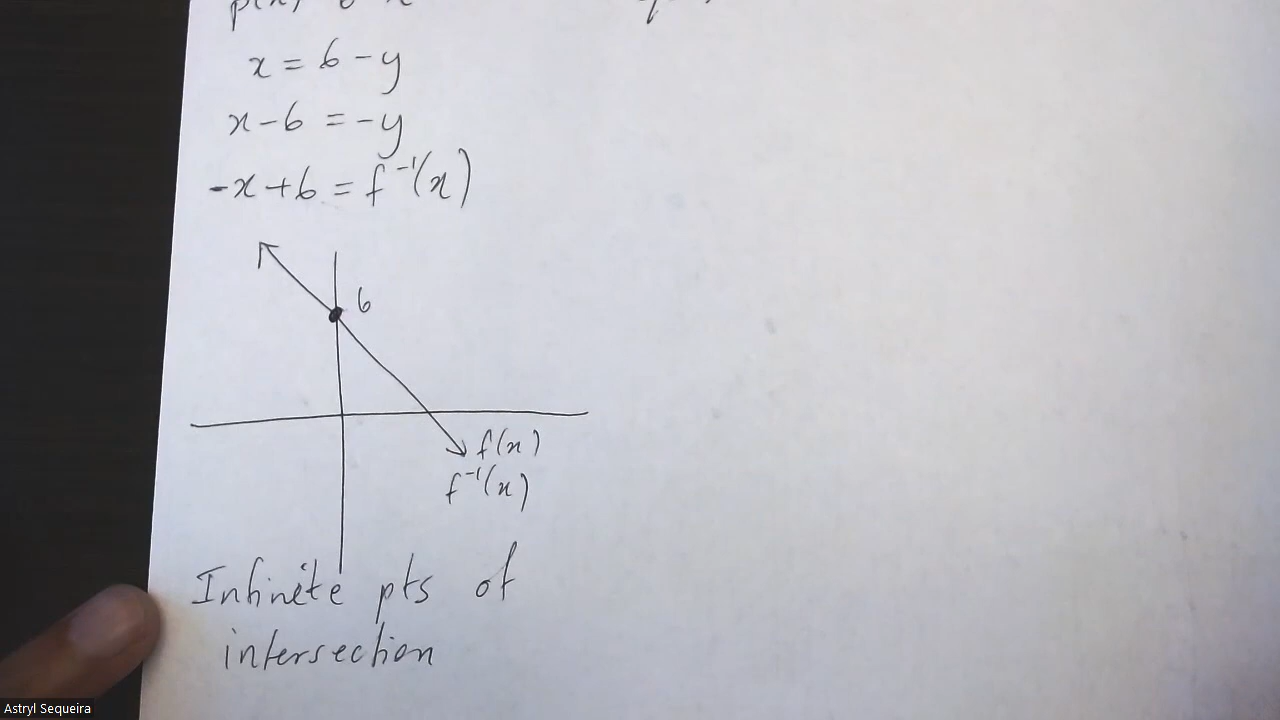 x = 6 - y
x - 6 = -y
-x + 6 = f⁻¹(x)
6
f(x)
f⁻¹(x)
Infinite pts of
intersection
Astryl Sequeira